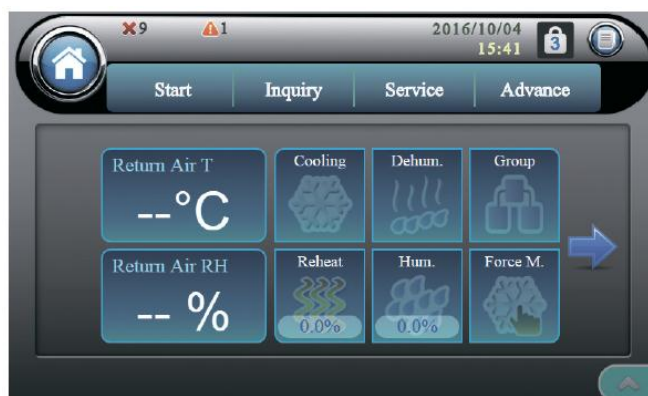 9 1 2016/10/04
15:41 3
Start Inquiry Service Advance
Return Air T
--°C
Cooling Dehum. Group
Return Air RH
-- %
Reheat Hum. Force M.
0.0% 0.0%